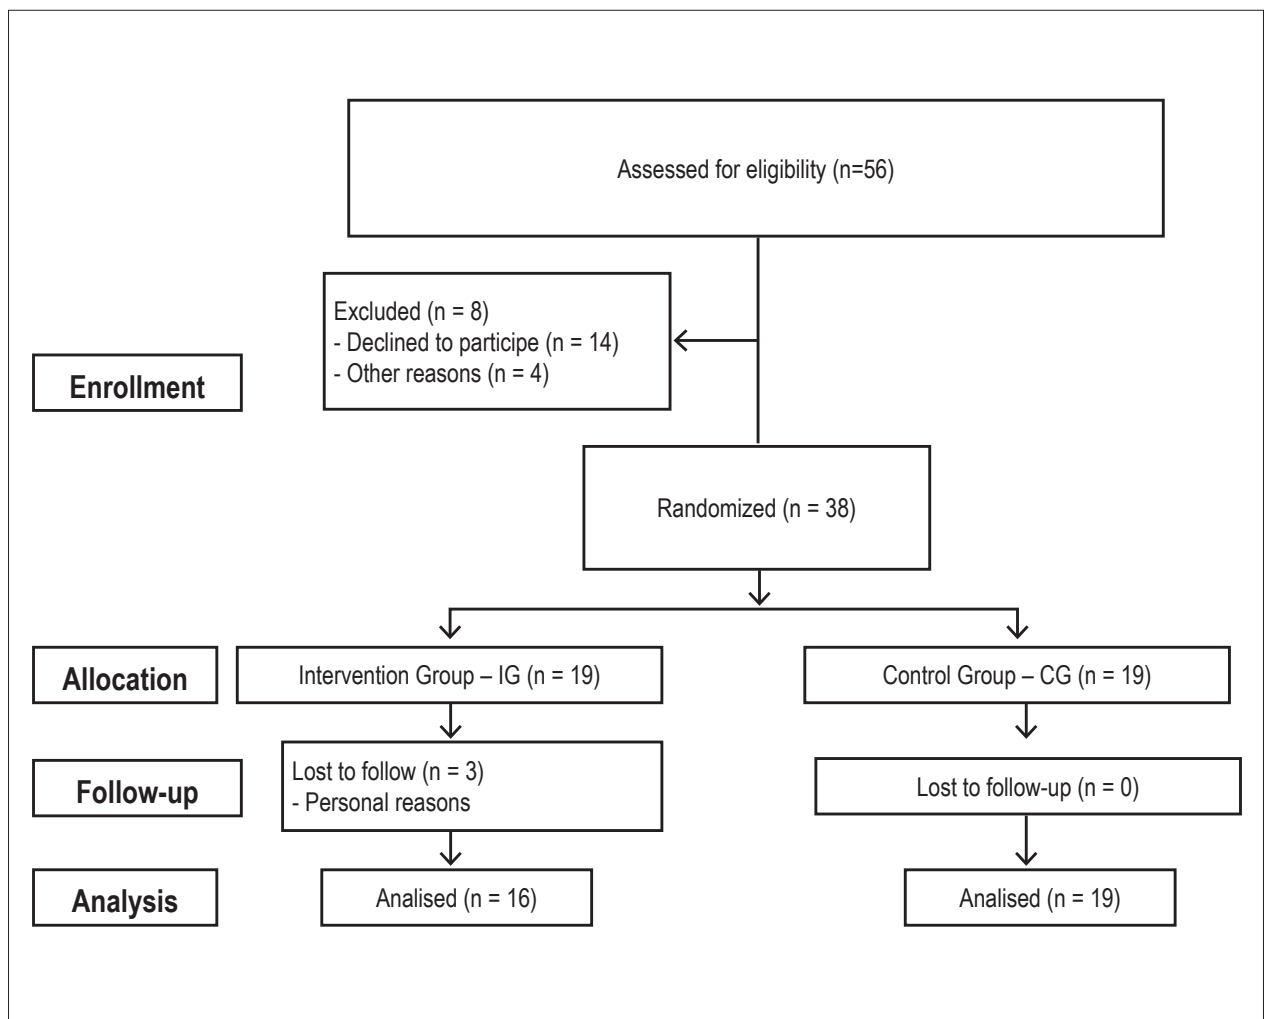 Assessed for eligibility (n=56)
Excluded (n = 8)
- Declined to participe (n = 14)
- Other reasons (n = 4)
Enrollment
Randomized (n = 38)
Allocation
Intervention Group – IG (n = 19)
Control Group – CG (n = 19)
Follow-up
Lost to follow (n = 3)
- Personal reasons
Lost to follow-up (n = 0)
Analysis
Analised (n = 16)
Analised (n = 19)